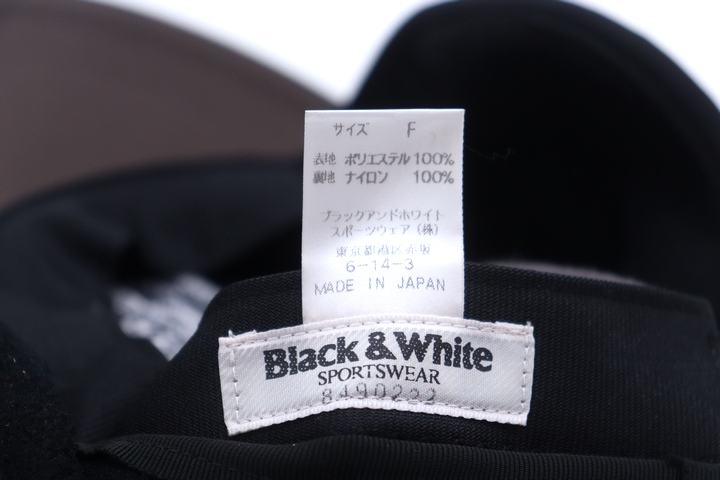 サイズ F
表地 ポリエステル 100%
裏地 ナイロン 100%
ブラックアンドホワイト
スポーツウェア (株)
東京都港区赤坂
6-14-3
MADE IN JAPAN
Black & White
SPORTSWEAR
8490222